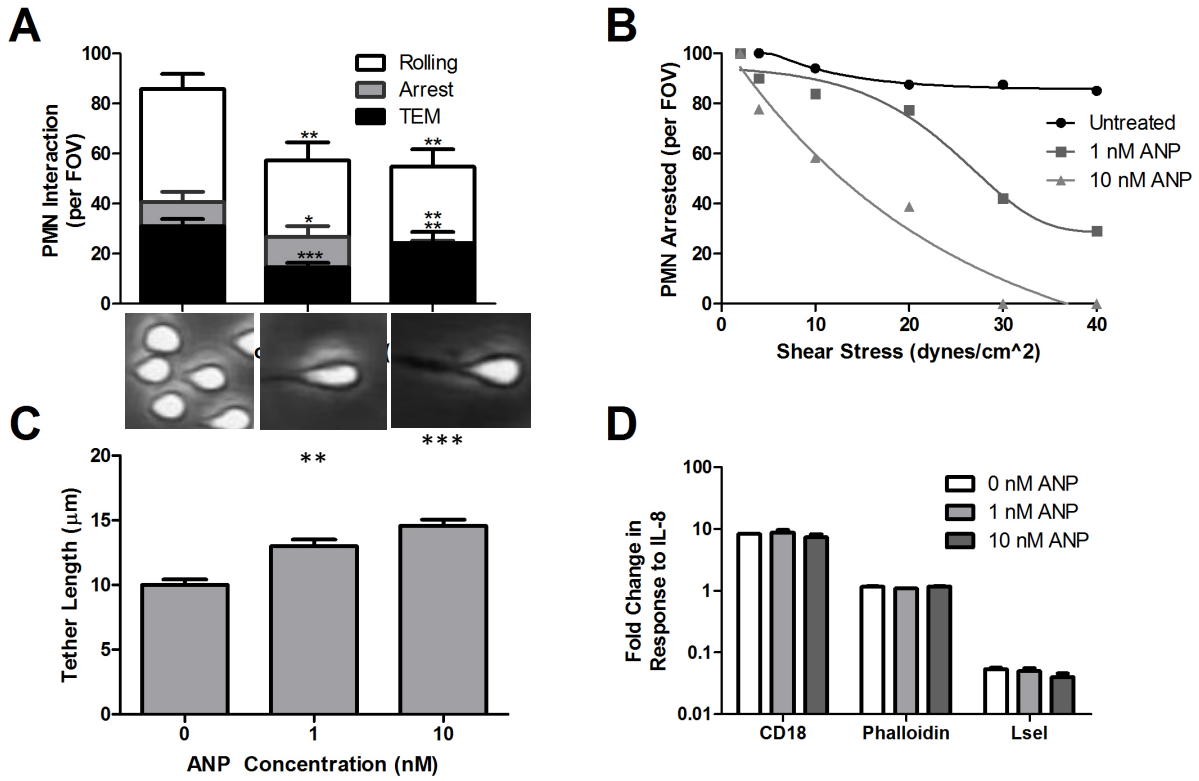 A
PMN Interaction
(per FOV)
100
80
60
40
20
0
Rolling
Arrest
TEM
**
*
***
**
**
**
B
PMN Arrested (per FOV)
100
80
60
40
20
0
0
10
20
30
40
Shear Stress (dynes/cm^2)
Untreated
1 nM ANP
10 nM ANP
C
Tether Length (μm)
20
15
10
5
0
**
***
0
1
10
ANP Concentration (nM)
D
Fold Change in
Response to IL-8
100
10
1
0.1
0.01
0 nM ANP
1 nM ANP
10 nM ANP
CD18
Phalloidin
Lsel